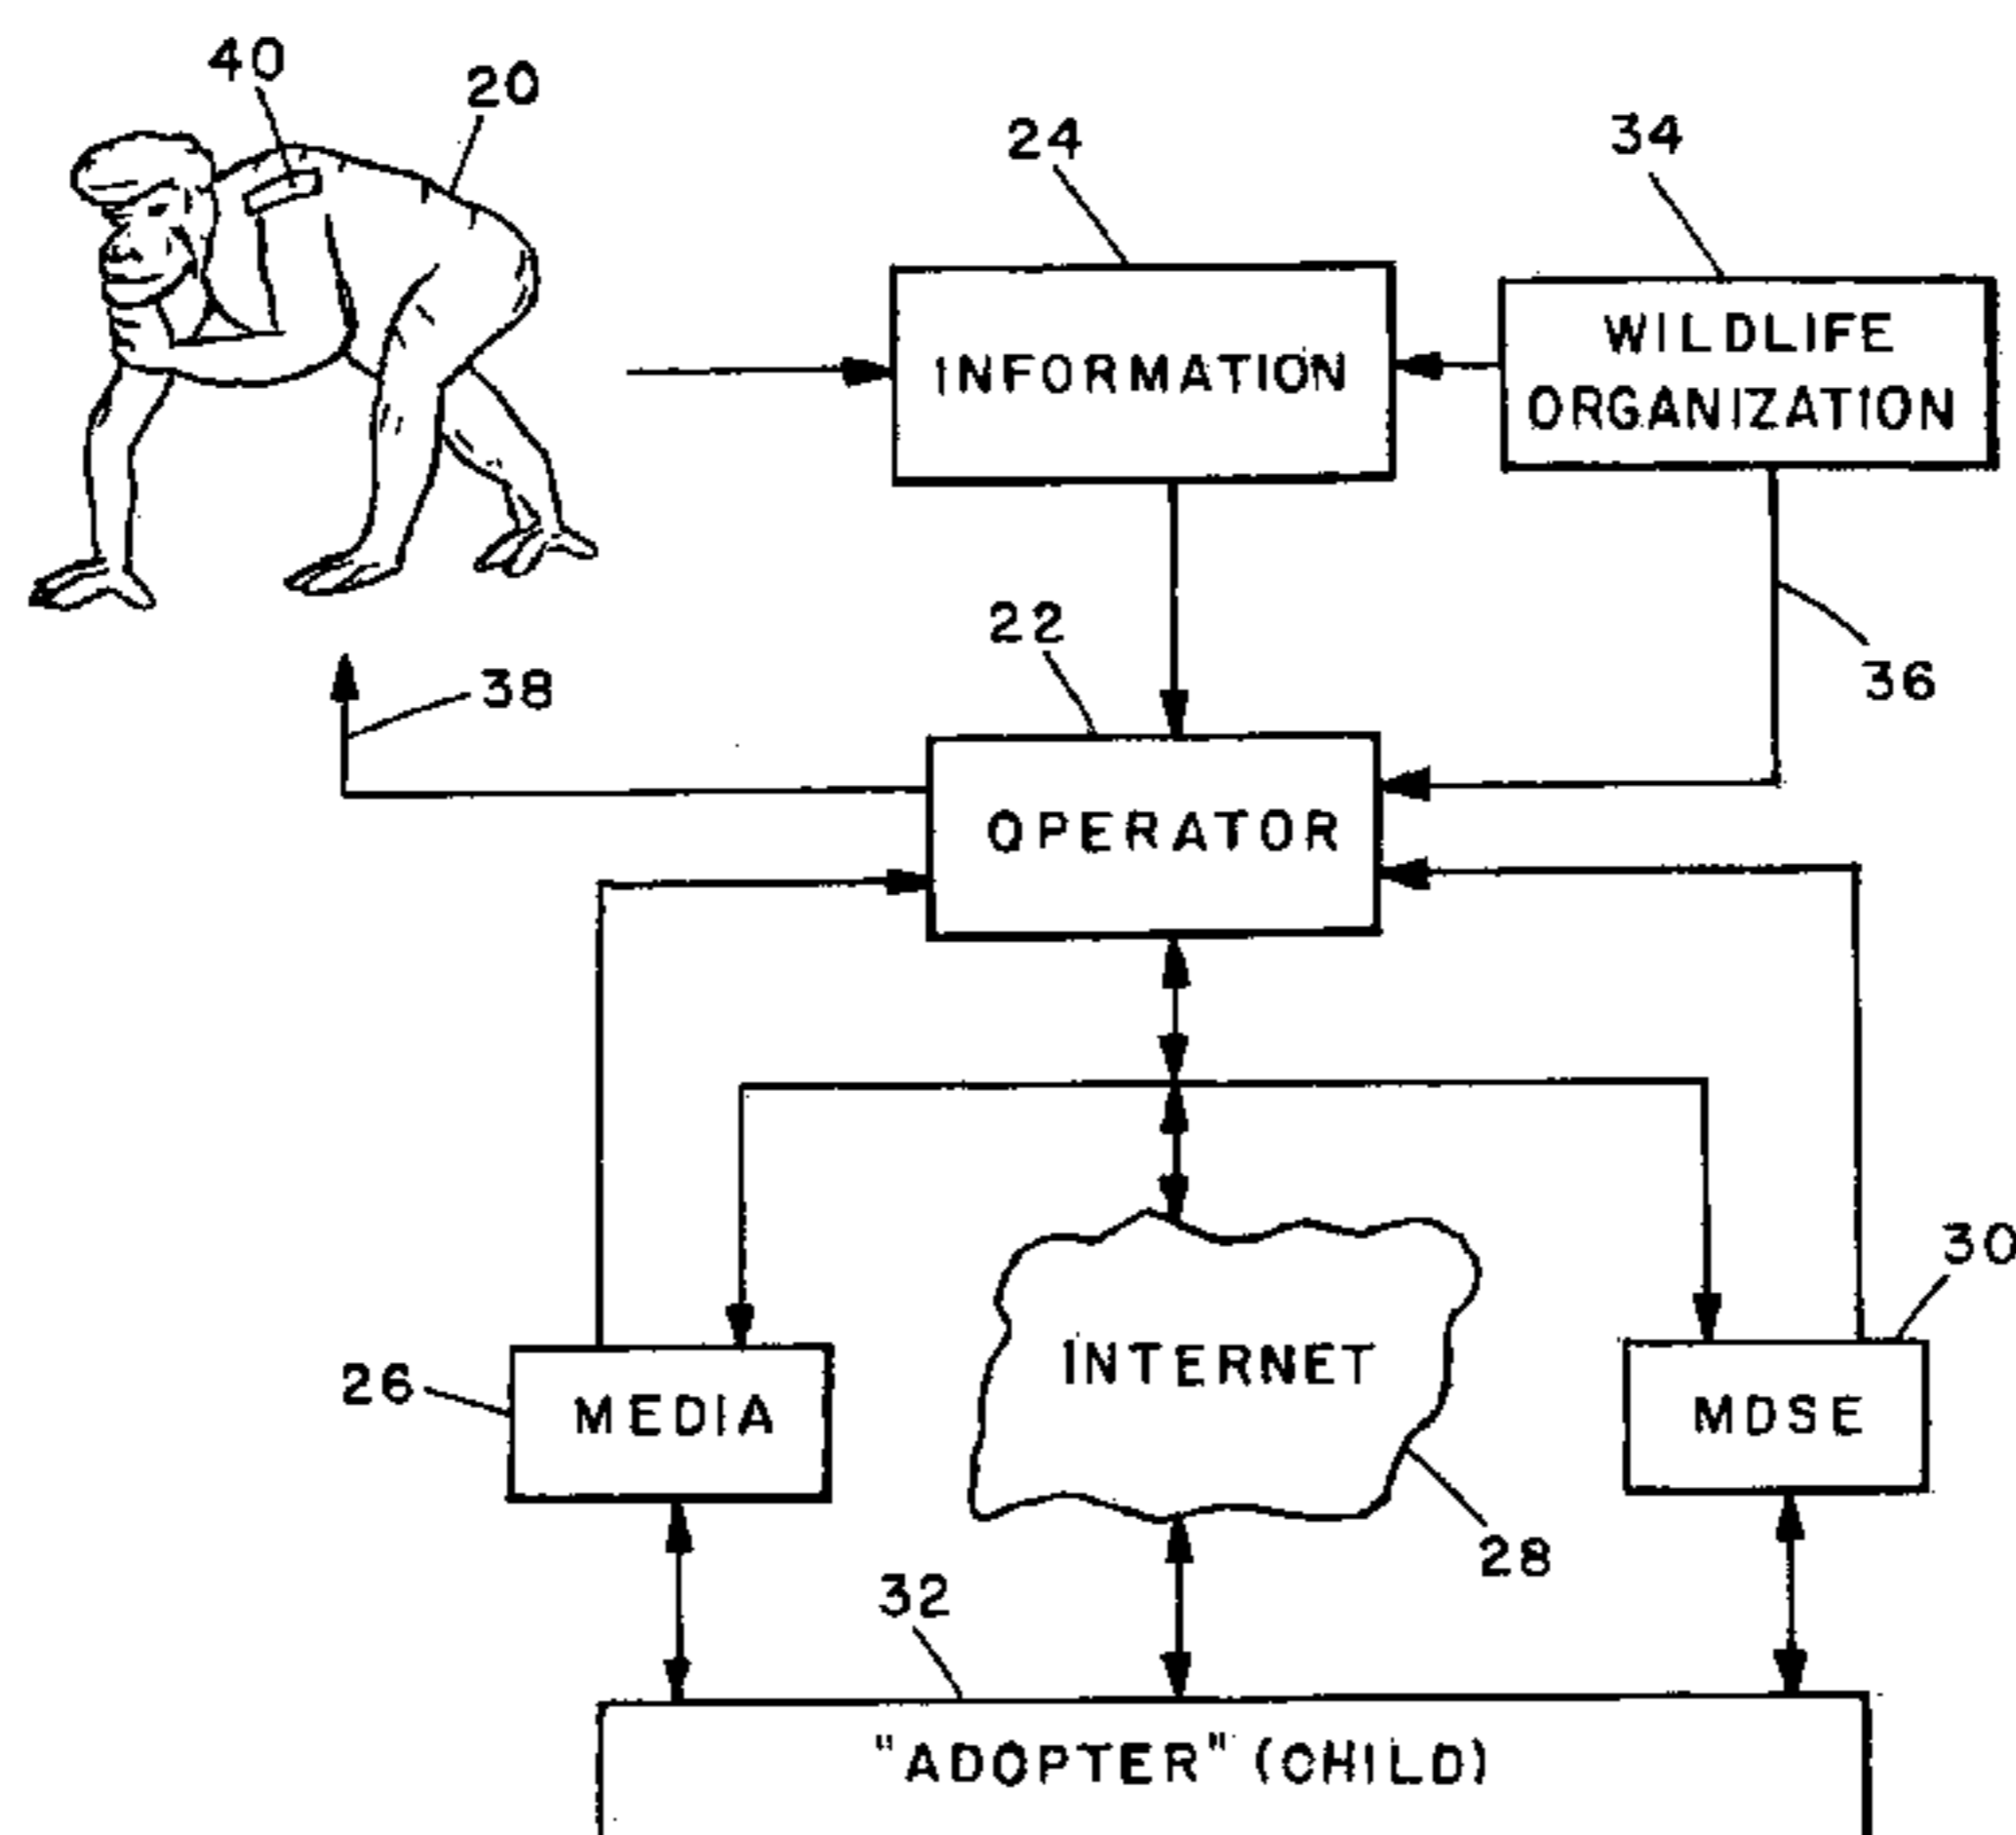 40
20
24
34
INFORMATION
WILDLIFE
ORGANIZATION
22
36
38
OPERATOR
30
26
MEDIA
INTERNET
MDSE
28
32
"ADOPTER" (CHILD)